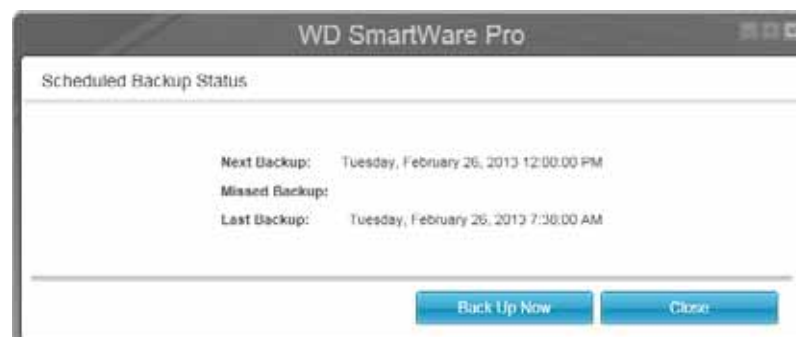 WD SmartWare Pro
Scheduled Backup Status
Next Backup: Tuesday, February 26, 2013 12:00:00 PM
Missed Backup:
Last Backup: Tuesday, February 26, 2013 7:30:00 AM
Back Up Now Close